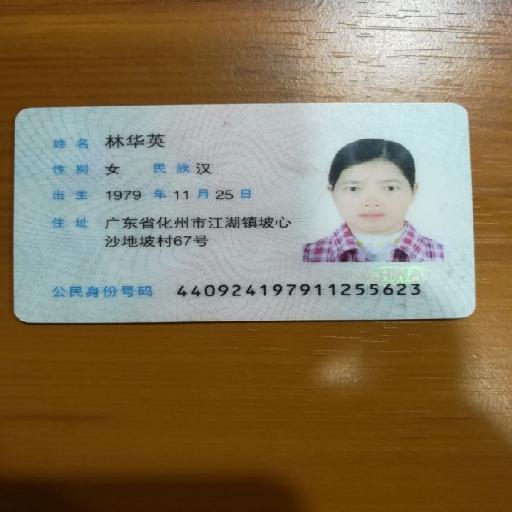 姓名 林华英
性别 女 民族 汉
出生 1979 年 11 月 25 日
住址 广东省化州市江湖镇坡心
沙地坡村67号
公民身份号码 440924197911255623
CHINA